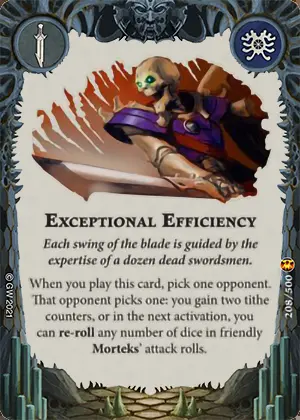 EXCEPTIONAL EFFICIENCY
Each swing of the blade is guided by the
expertise of a dozen dead swordsmen.
When you play this card, pick one opponent.
That opponent picks one: you gain two tithe
counters, or in the next activation, you
can re-roll any number of dice in friendly
Morteks' attack rolls.
© GW 2021
208/500